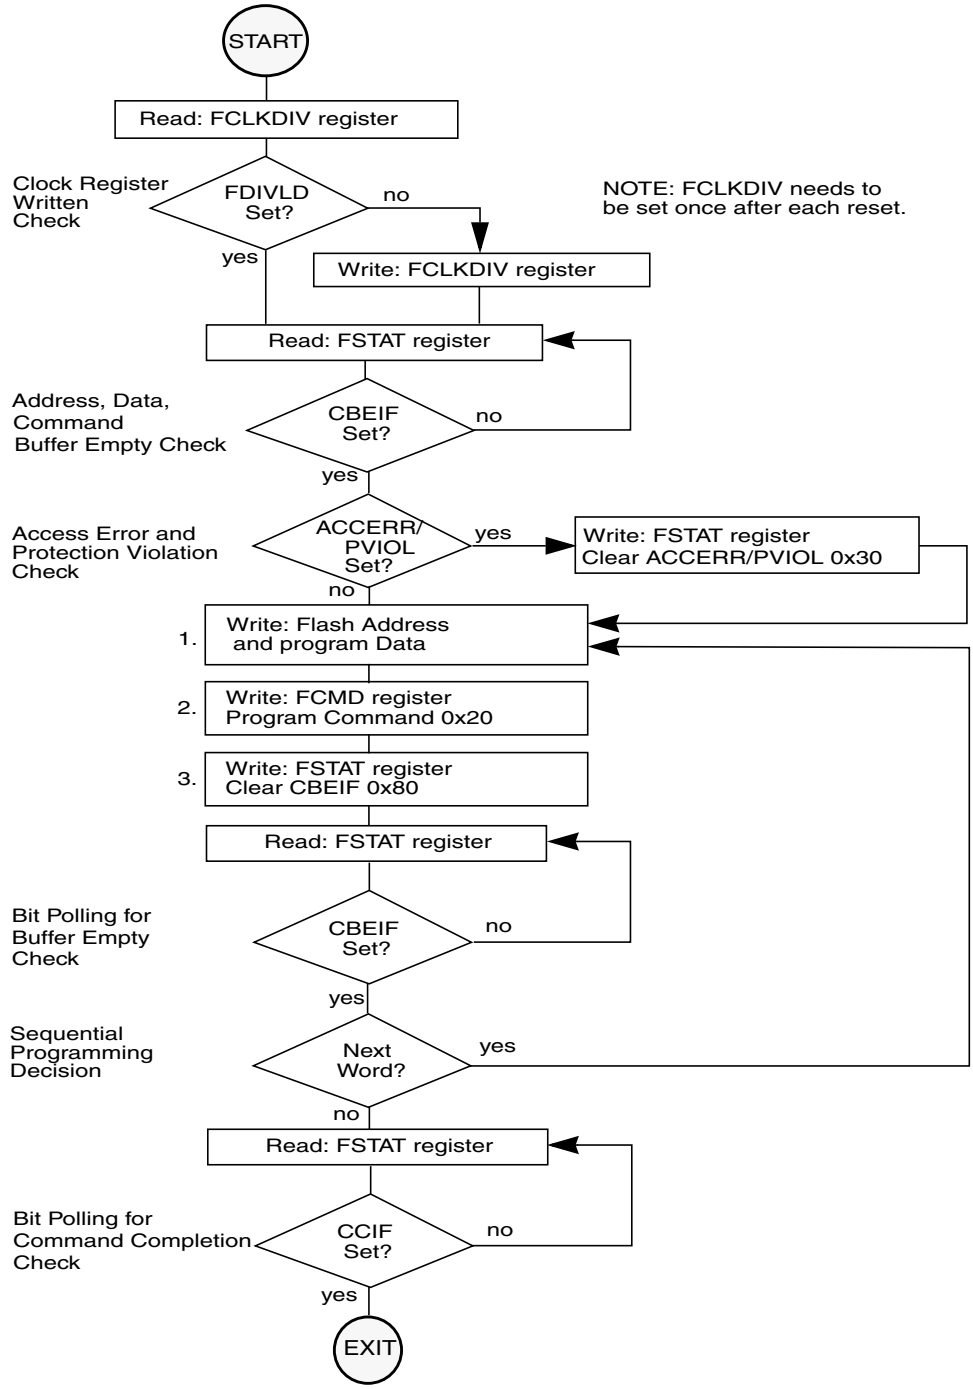 START
Read: FCLKDIV register
Clock Register
Written
Check
FDIVLD
Set?
no
yes
NOTE: FCLKDIV needs to
be set once after each reset.
Write: FCLKDIV register
Read: FSTAT register
Address, Data,
Command
Buffer Empty Check
CBEIF
Set?
no
yes
Access Error and
Protection Violation
Check
ACCERR/
PVIOL
Set?
yes
no
Write: FSTAT register
Clear ACCERR/PVIOL 0x30
1.
Write: Flash Address
and program Data
2.
Write: FCMD register
Program Command 0x20
3.
Write: FSTAT register
Clear CBEIF 0x80
Read: FSTAT register
Bit Polling for
Buffer Empty
Check
CBEIF
Set?
no
yes
Sequential
Programming
Decision
Next
Word?
yes
no
Read: FSTAT register
Bit Polling for
Command Completion
Check
CCIF
Set?
no
yes
EXIT